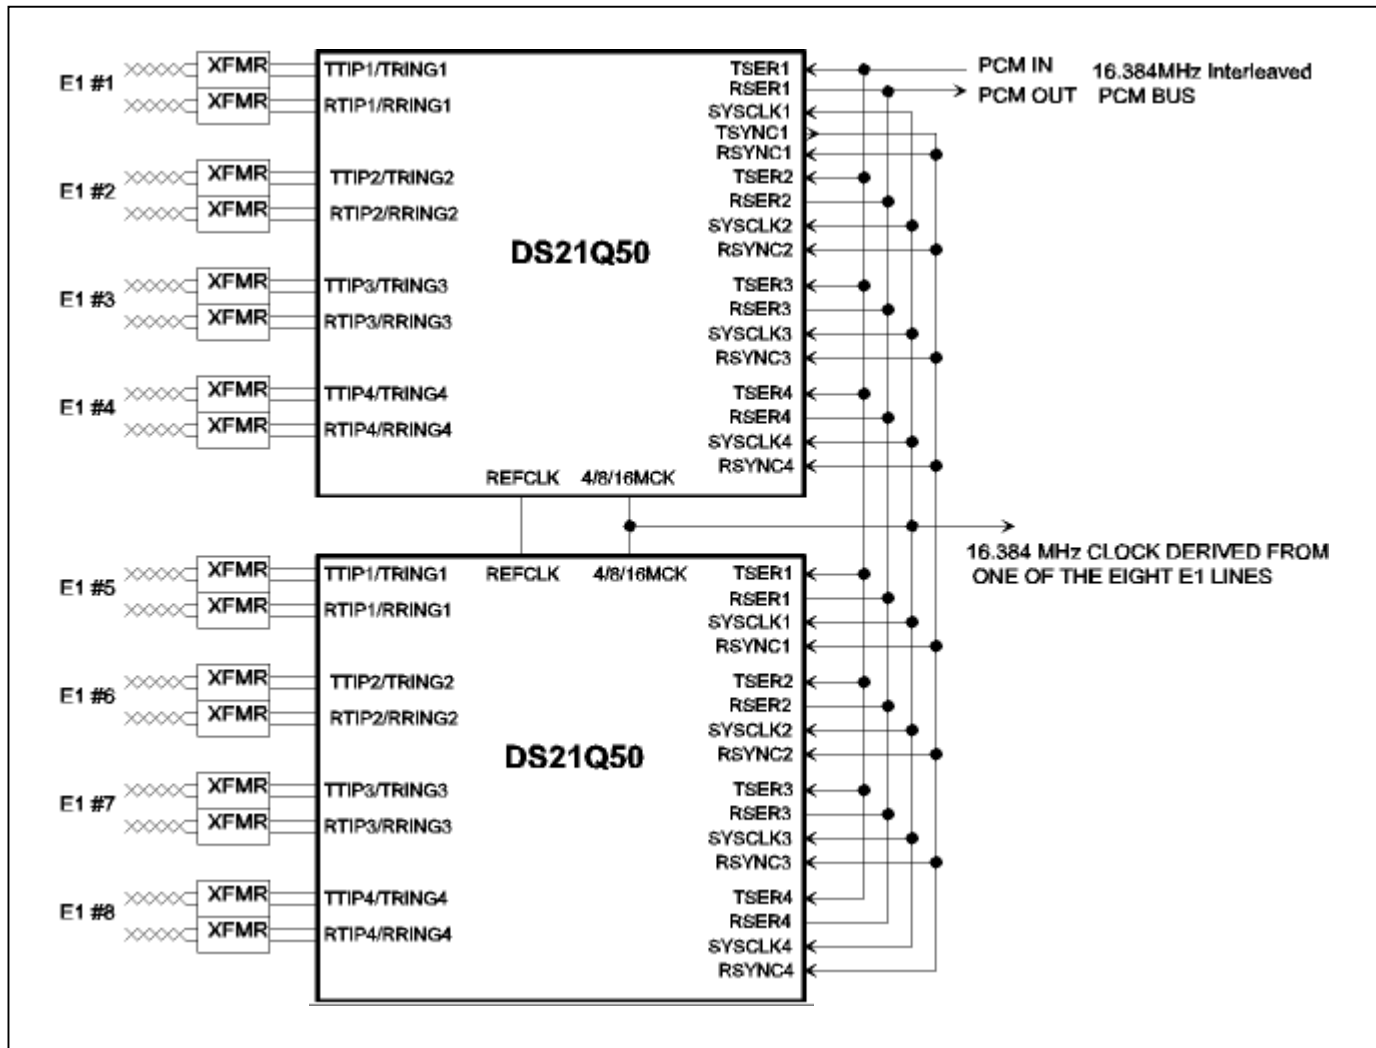 E1 #1
XFMR
XFMR
TTIP1/TRING1
RTIP1/RRING1
E1 #2
XFMR
XFMR
TTIP2/TRING2
RTIP2/RRING2
E1 #3
XFMR
XFMR
TTIP3/TRING3
RTIP3/RRING3
E1 #4
XFMR
XFMR
TTIP4/TRING4
RTIP4/RRING4
DS21Q50
REFCLK
4/8/16MCK
TSER1
RSER1
SYSCLK1
TSYNC1
RSYNC1
TSER2
RSER2
SYSCLK2
RSYNC2
TSER3
RSER3
SYSCLK3
RSYNC3
TSER4
RSER4
SYSCLK4
RSYNC4
PCM IN
PCM OUT
16.384MHz Interleaved
PCM BUS
16.384 MHz CLOCK DERIVED FROM
ONE OF THE EIGHT E1 LINES
E1 #5
XFMR
XFMR
TTIP1/TRING1
RTIP1/RRING1
E1 #6
XFMR
XFMR
TTIP2/TRING2
RTIP2/RRING2
E1 #7
XFMR
XFMR
TTIP3/TRING3
RTIP3/RRING3
E1 #8
XFMR
XFMR
TTIP4/TRING4
RTIP4/RRING4
REFCLK
4/8/16MCK
DS21Q50
TSER1
RSER1
SYSCLK1
RSYNC1
TSER2
RSER2
SYSCLK2
RSYNC2
TSER3
RSER3
SYSCLK3
RSYNC3
TSER4
RSER4
SYSCLK4
RSYNC4